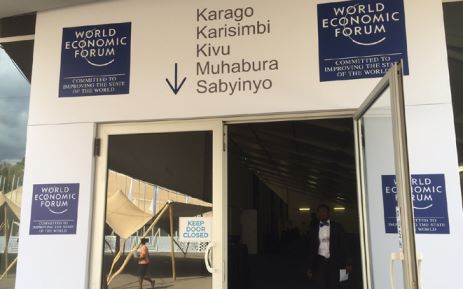 WORLD
ECONOMIC
FORUM
COMMITTED TO
IMPROVING THE STATE
OF THE WORLD
Karago
Karisimbi
Kivu
Muhabura
Sabyinyo
WORLD
ECONOMIC
FORUM
COMMITTED TO
IMPROVING THE STATE
OF THE WORLD
WORLD
ECONOMIC
FORUM
COMMITTED TO
IMPROVING THE STATE
OF THE WORLD
KEEP
DOOR
CLOSED
WORLD
ECONOMIC
FORUM
COMMITTED TO
IMPROVING THE STATE
OF THE WORLD